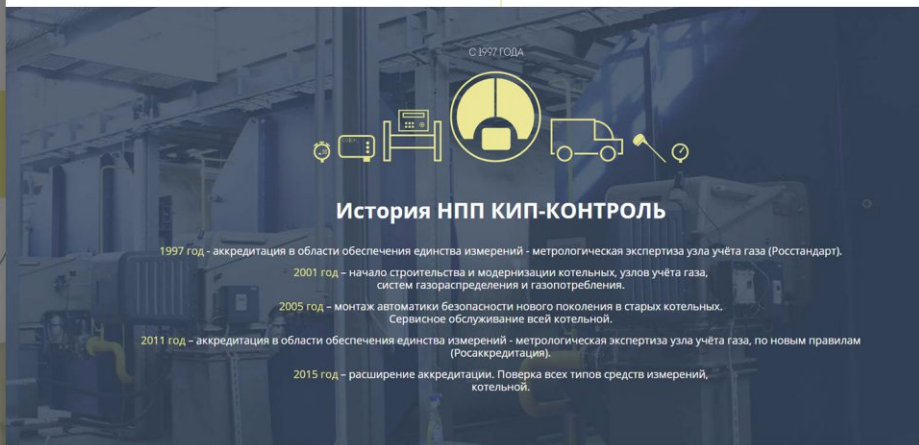 С 1997 ГОДА
История НПП КИП-КОНТРОЛЬ
1997 год - аккредитация в области обеспечения единства измерений - метрологическая экспертиза узла учёта газа (Росстандарт).
2001 год – начало строительства и модернизации котельных, узлов учёта газа,
систем газораспределения и газопотребления.
2005 год – монтаж автоматики безопасности нового поколения в старых котельных.
Сервисное обслуживание всей котельной.
2011 год – аккредитация в области обеспечения единства измерений - метрологическая экспертиза узла учёта газа, по новым правилам
(Росаккредитация).
2015 год – расширение аккредитации. Поверка всех типов средств измерений,
котельной.